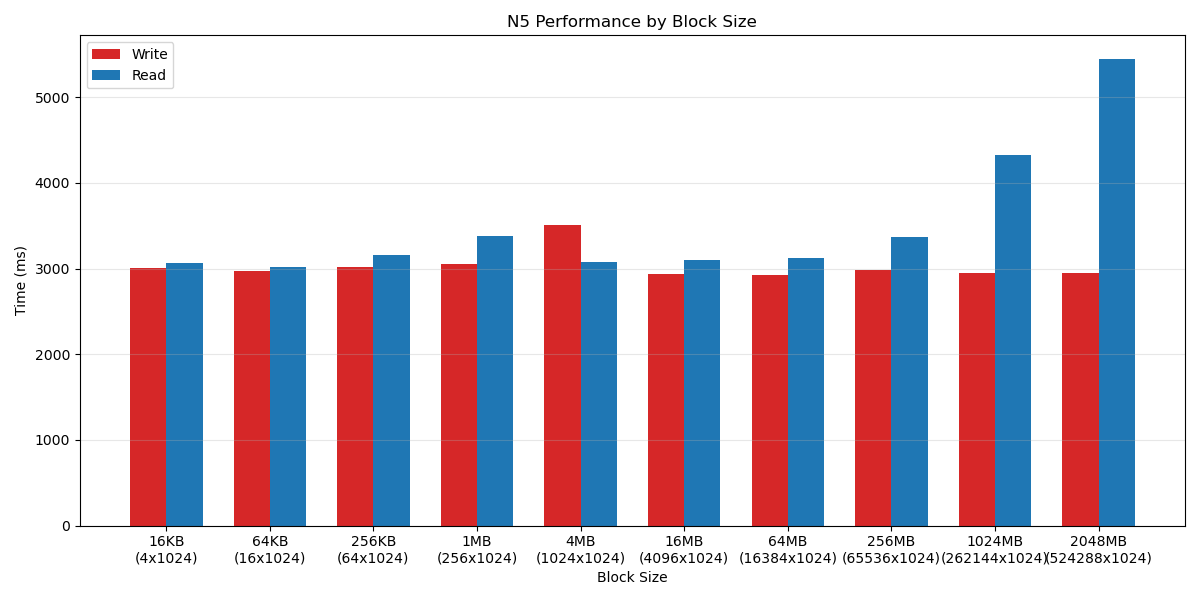 N5 Performance by Block Size
Write
Read
Time (ms)
5000
4000
3000
2000
1000
0
16KB
(4x1024)
64KB
(16x1024)
256KB
(64x1024)
1MB
(256x1024)
4MB
(1024x1024)
16MB
(4096x1024)
64MB
(16384x1024)
256MB
(65536x1024)
1024MB
(262144x1024)
2048MB
(524288x1024)
Block Size